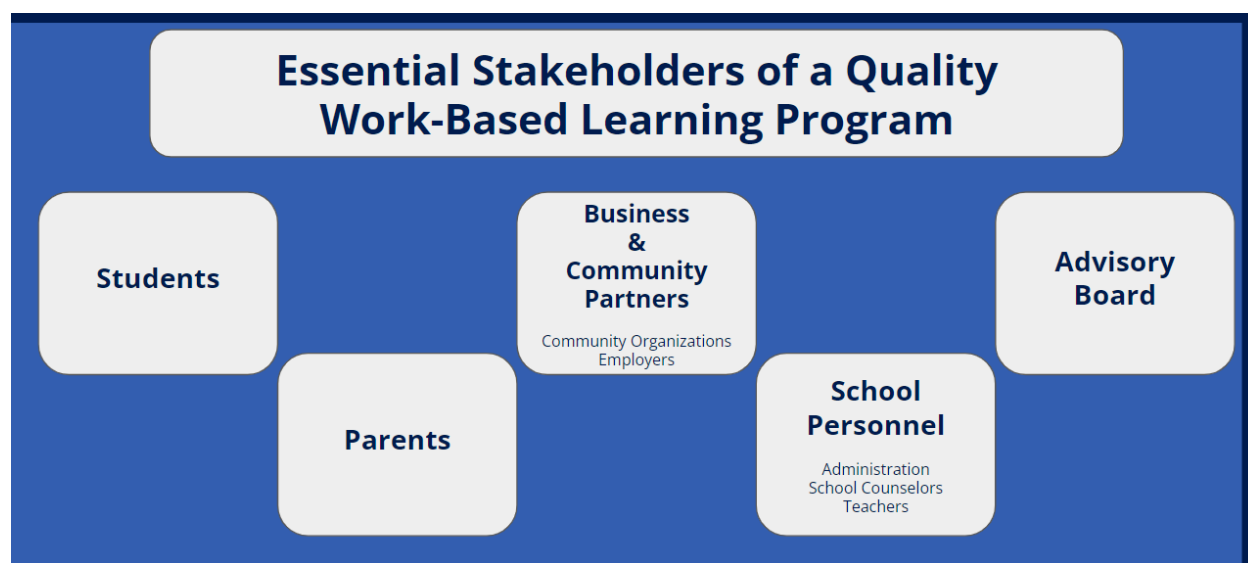 Essential Stakeholders of a Quality
Work-Based Learning Program
Students
Parents
Business
&
Community
Partners
Community Organizations
Employers
School
Personnel
Administration
School Counselors
Teachers
Advisory
Board